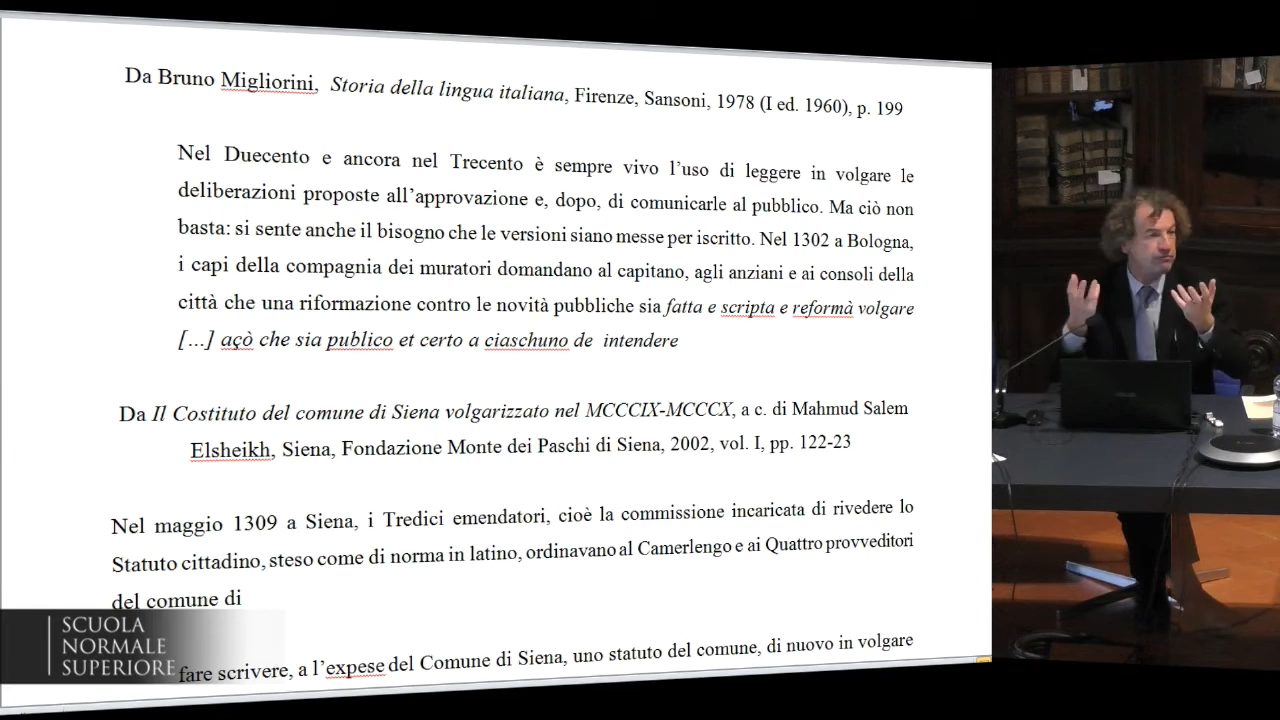 Da Bruno Migliorini, Storia della lingua italiana, Firenze, Sansoni, 1978 (I ed. 1960), p. 199
Nel Duecento e ancora nel Trecento è sempre vivo l’uso di leggere in volgare le
deliberazioni proposte all’approvazione e, dopo, di comunicarle al pubblico. Ma ciò non
basta: si sente anche il bisogno che le versioni siano messe per iscritto. Nel 1302 a Bologna,
i capi della compagnia dei muratori domandano al capitano, agli anziani e ai consoli della
città che una riformazione contro le novità pubbliche sia fatta e scripta e reformà volgare
[…] açò che sia publico et certo a ciaschuno de intendere
Da Il Costituto del comune di Siena volgarizzato nel MCCCIX-MCCCX, a c. di Mahmud Salem
Elsheikh, Siena, Fondazione Monte dei Paschi di Siena, 2002, vol. I, pp. 122-23
Nel maggio 1309 a Siena, i Tredici emendatori, cioè la commissione incaricata di rivedere lo
Statuto cittadino, steso come di norma in latino, ordinavano al Camerlengo e ai Quattro provveditori
del comune di
fare scrivere, a l’expese del Comune di Siena, uno statuto del comune, di nuovo in volgare
SCUOLA
NORMALE
SUPERIORE